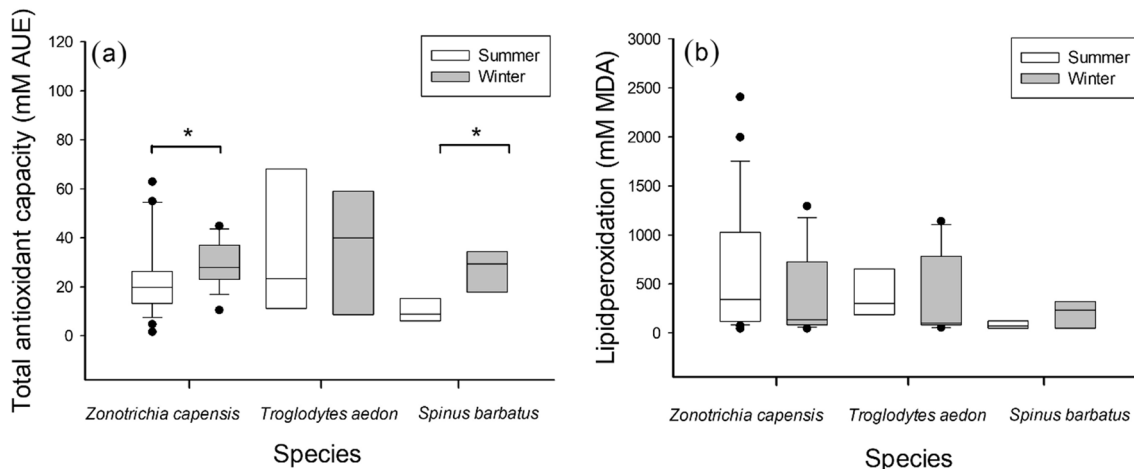 Total antioxidant capacity (mM AUE)
120
100
80
60
40
20
0
(a)
Summer
Winter
*
*
Zonotrichia capensis
Troglodytes aedon
Spinus barbatus
Species
Lipidperoxidation (mM MDA)
3000
2500
2000
1500
1000
500
0
(b)
Summer
Winter
Zonotrichia capensis
Troglodytes aedon
Spinus barbatus
Species